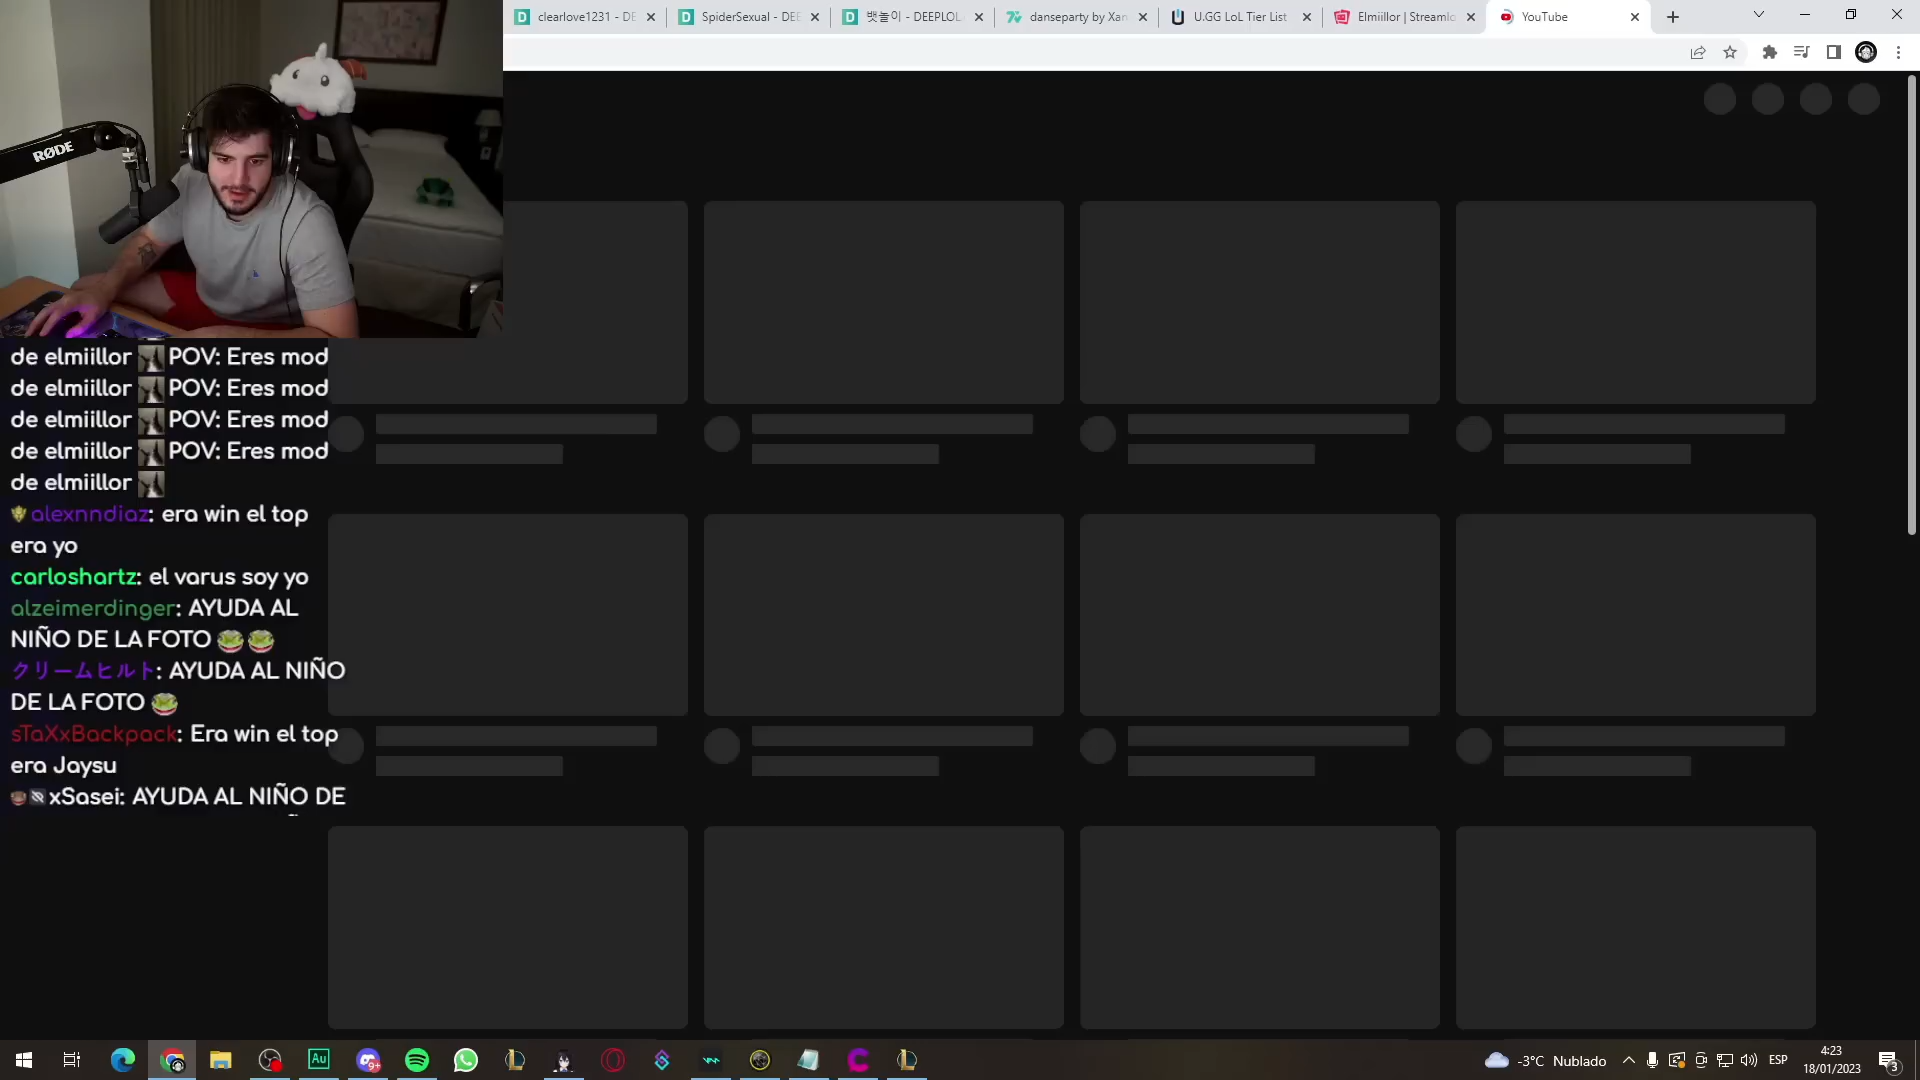 clearlove1231 - DE
SpiderSexual - DEE
뱃놀이 - DEEPLOL.
danseparty by Xan
U.GG LoL Tier List
Elmiillor | Streamlo
YouTube
RØDE
de elmiillor POV: Eres mod
de elmiillor POV: Eres mod
de elmiillor POV: Eres mod
de elmiillor POV: Eres mod
de elmiillor
alexnndiaz: era win el top
era yo
carloshartz: el varus soy yo
alzeimerdinger: AYUDA AL
NIÑO DE LA FOTO
クリームヒルト: AYUDA AL NIÑO
DE LA FOTO
sTaXxBackpack: Era win el top
era Jaysu
xSasei: AYUDA AL NIÑO DE
Au
-3°C Nublado
ESP
4:23
18/01/2023
3